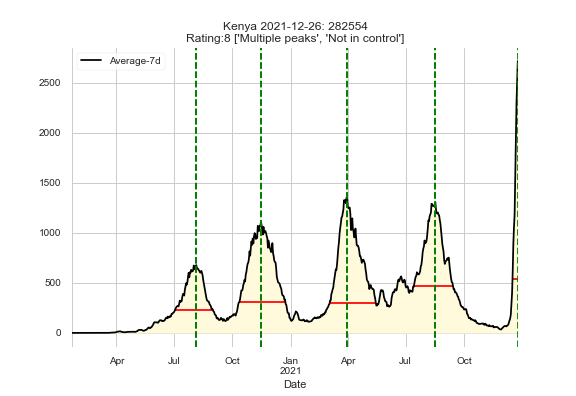 Kenya 2021-12-26: 282554
Rating:8 ['Multiple peaks', 'Not in control']
Average-7d
2500
2000
1500
1000
500
0
Apr Jul Oct Jan Apr Jul Oct
2021
Date